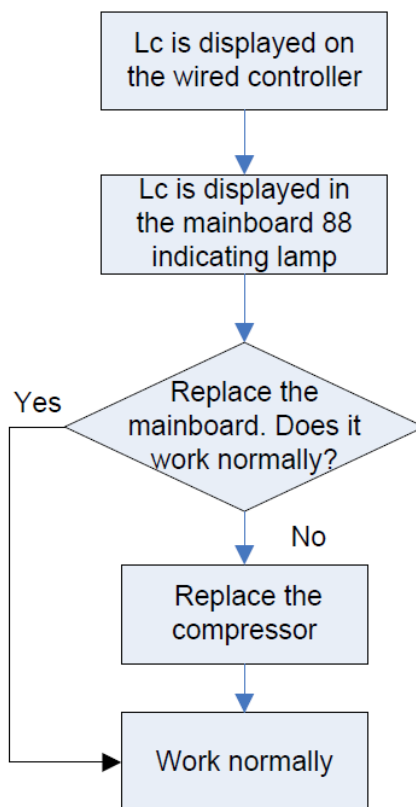 Lc is displayed on
the wired controller
Lc is displayed in
the mainboard 88
indicating lamp
Replace the
mainboard. Does it
work normally?
Yes
No
Replace the
compressor
Work normally